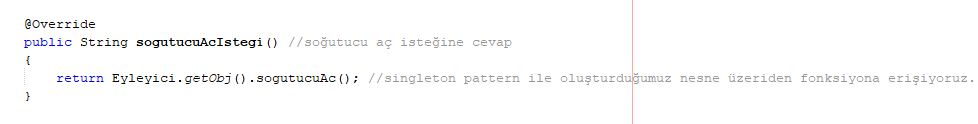 @Override
public String sogutucuAcIstegi() //soğutucu aç isteğine cevap
{
return Eyleyici.getObj().sogutucuAc(); //singleton pattern ile oluşturduğumuz nesne üzeriden fonksiyona erişiyoruz.
}